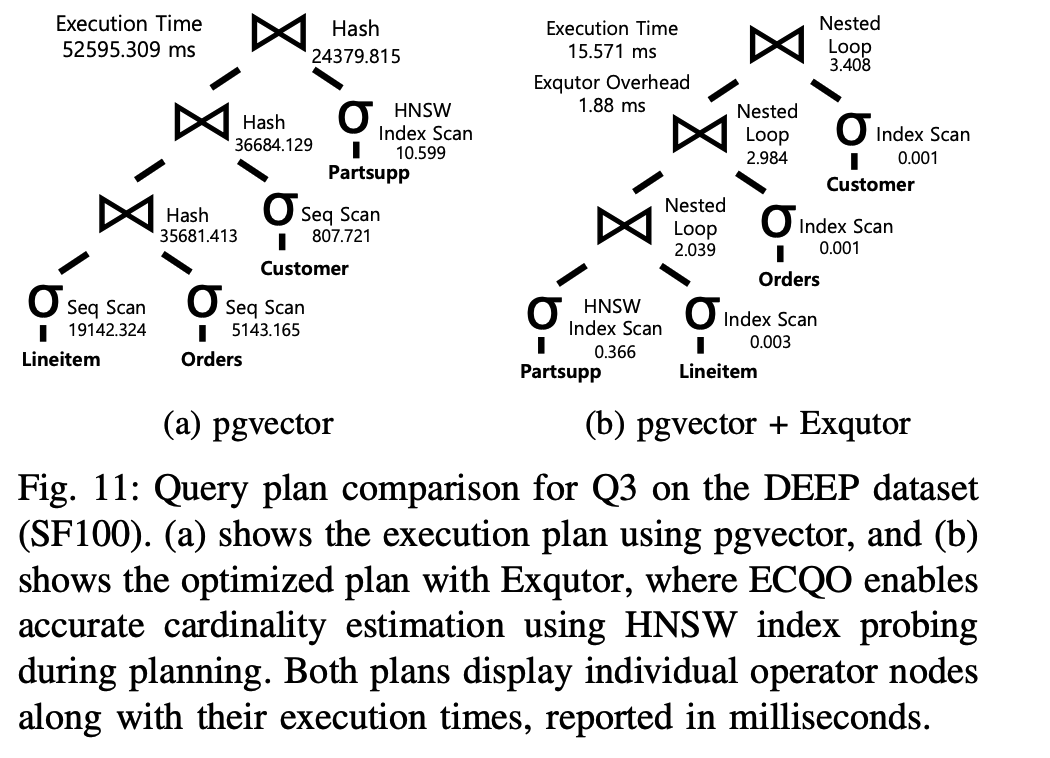 Execution Time
52595.309 ms
Hash
24379.815
Hash
36684.129
σ
HNSW
Index Scan
10.599
Partsupp
Hash
35681.413
σ
Seq Scan
807.721
Customer
σ
Seq Scan
19142.324
Lineitem
σ
Seq Scan
5143.165
Orders
(a) pgvector
Execution Time
15.571 ms
Exqutor Overhead
1.88 ms
Nested
Loop
3.408
Nested
Loop
2.984
σ
Index Scan
0.001
Customer
Nested
Loop
2.039
σ
Index Scan
0.001
Orders
σ
HNSW
Index Scan
0.366
Partsupp
σ
Index Scan
0.003
Lineitem
(b) pgvector + Exqutor
Fig. 11: Query plan comparison for Q3 on the DEEP dataset
(SF100). (a) shows the execution plan using pgvector, and (b)
shows the optimized plan with Exqutor, where ECQO enables
accurate cardinality estimation using HNSW index probing
during planning. Both plans display individual operator nodes
along with their execution times, reported in milliseconds.